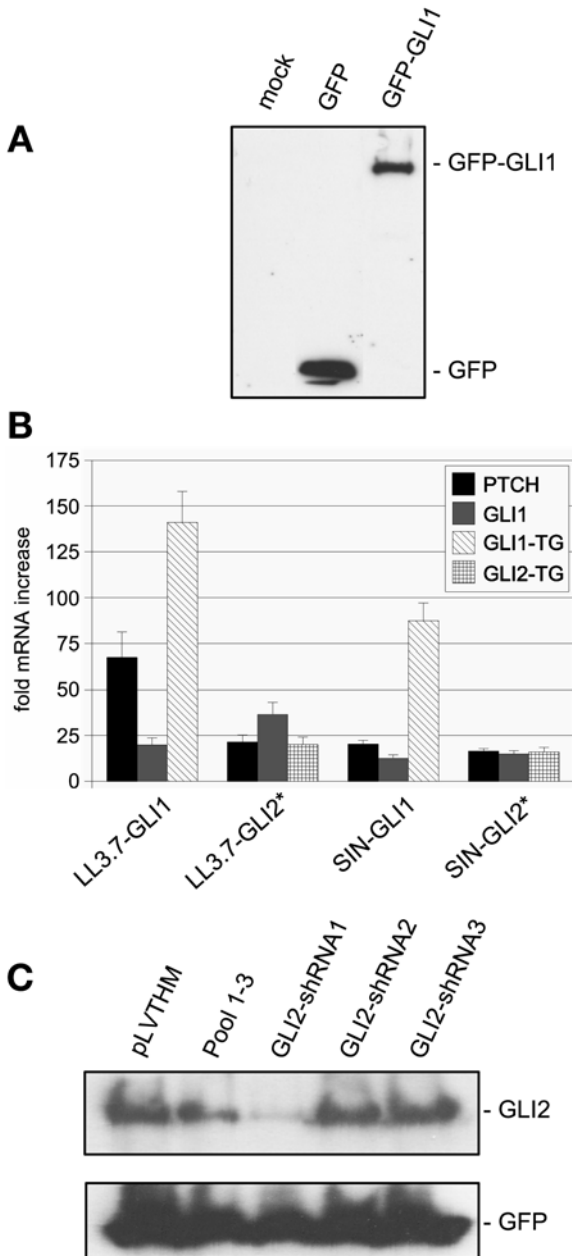 A
mock
GFP
GFP-GLI1
- GFP-GLI1
- GFP
B
fold mRNA increase
175
150
125
100
75
50
25
0
PTCH
GLI1
GLI1-TG
GLI2-TG
LL3.7-GLI1
LL3.7-GLI2*
SIN-GLI1
SIN-GLI2*
C
pLVTHM
Pool 1-3
GLI2-shRNA1
GLI2-shRNA2
GLI2-shRNA3
- GLI2
- GFP